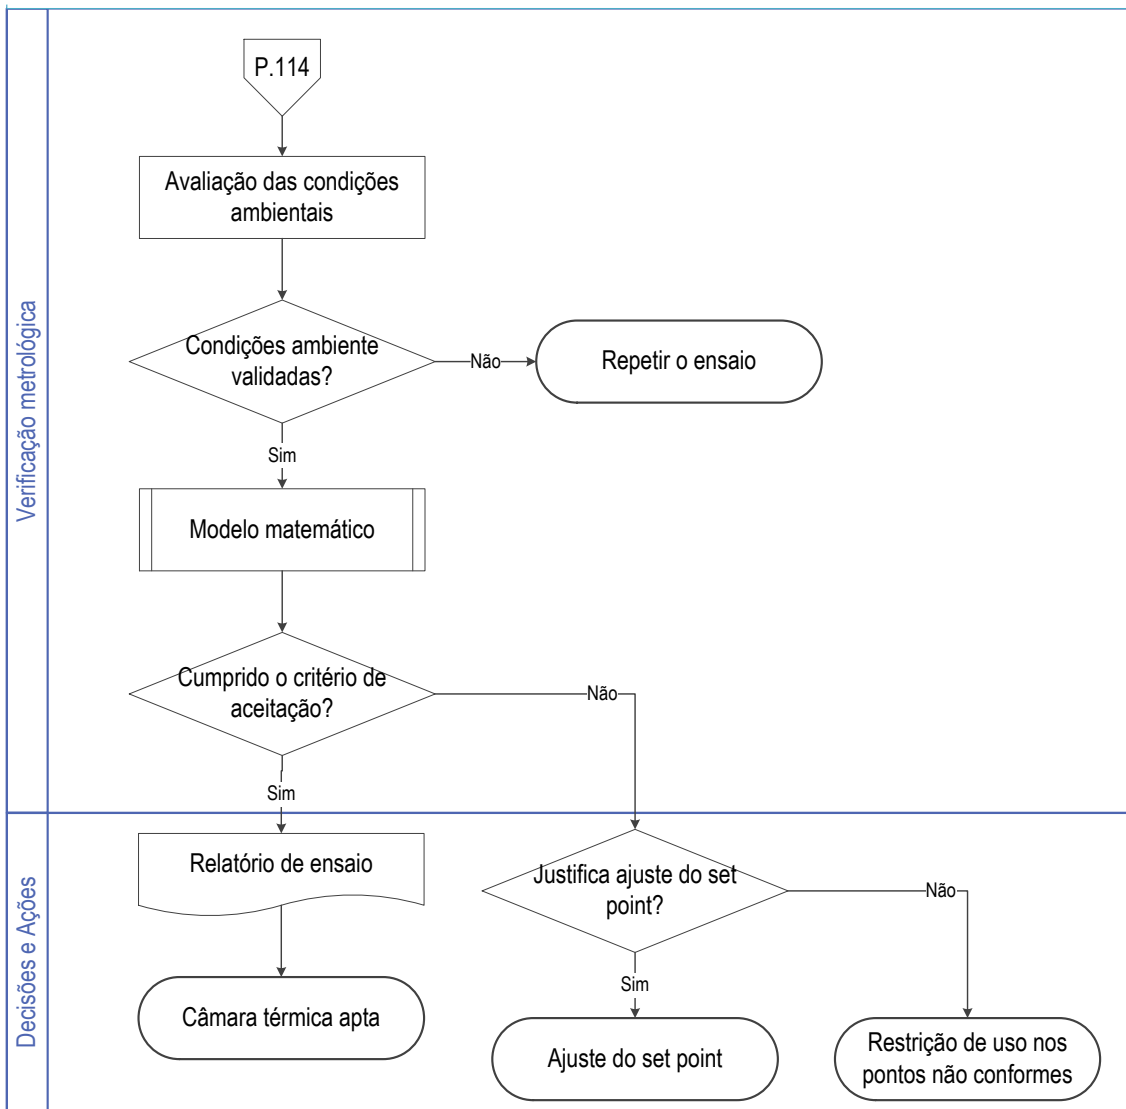 P.114
Avaliação das condições
ambientais
Condições ambiente
validadas?
Não
Repetir o ensaio
Sim
Modelo matemático
Cumprido o critério de
aceitação?
Não
Sim
Verificação metrológica
Relatório de ensaio
Justifica ajuste do set
point?
Não
Sim
Câmara térmica apta
Ajuste do set point
Restrição de uso nos
pontos não conformes
Decisões e Ações